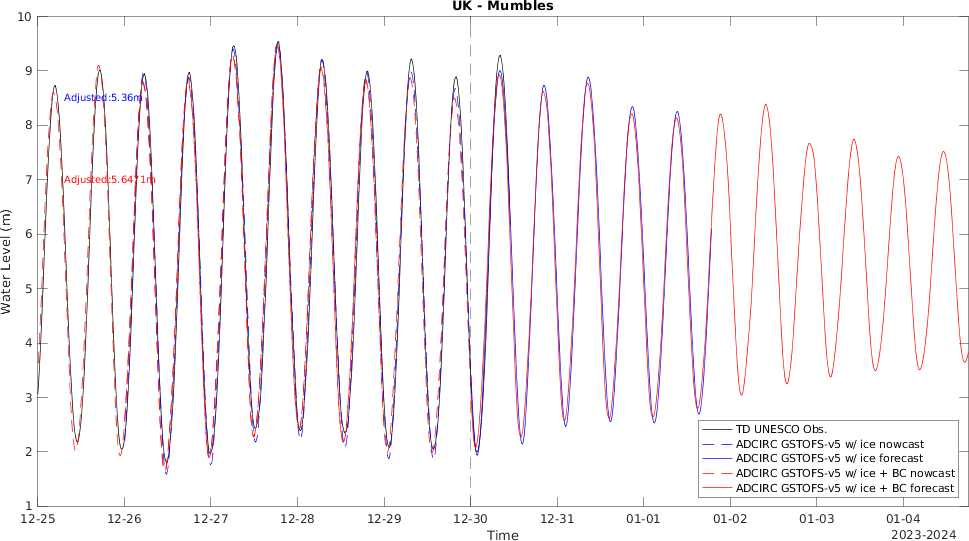 UK - Mumbles
10
9
8
7
6
5
4
3
2
1
Water Level (m)
Adjusted:5.36m
Adjusted:5.6471m
TD UNESCO Obs.
ADCIRC GSTOFS-v5 w/ ice nowcast
ADCIRC GSTOFS-v5 w/ ice forecast
ADCIRC GSTOFS-v5 w/ ice + BC nowcast
ADCIRC GSTOFS-v5 w/ ice + BC forecast
12-25 12-26 12-27 12-28 12-29 12-30 12-31 01-01 01-02 01-03 01-04
Time
2023-2024